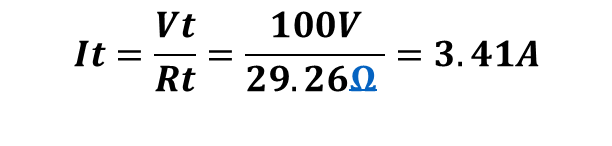 It = Vt / Rt = 100V / 29.26Ω = 3.41A